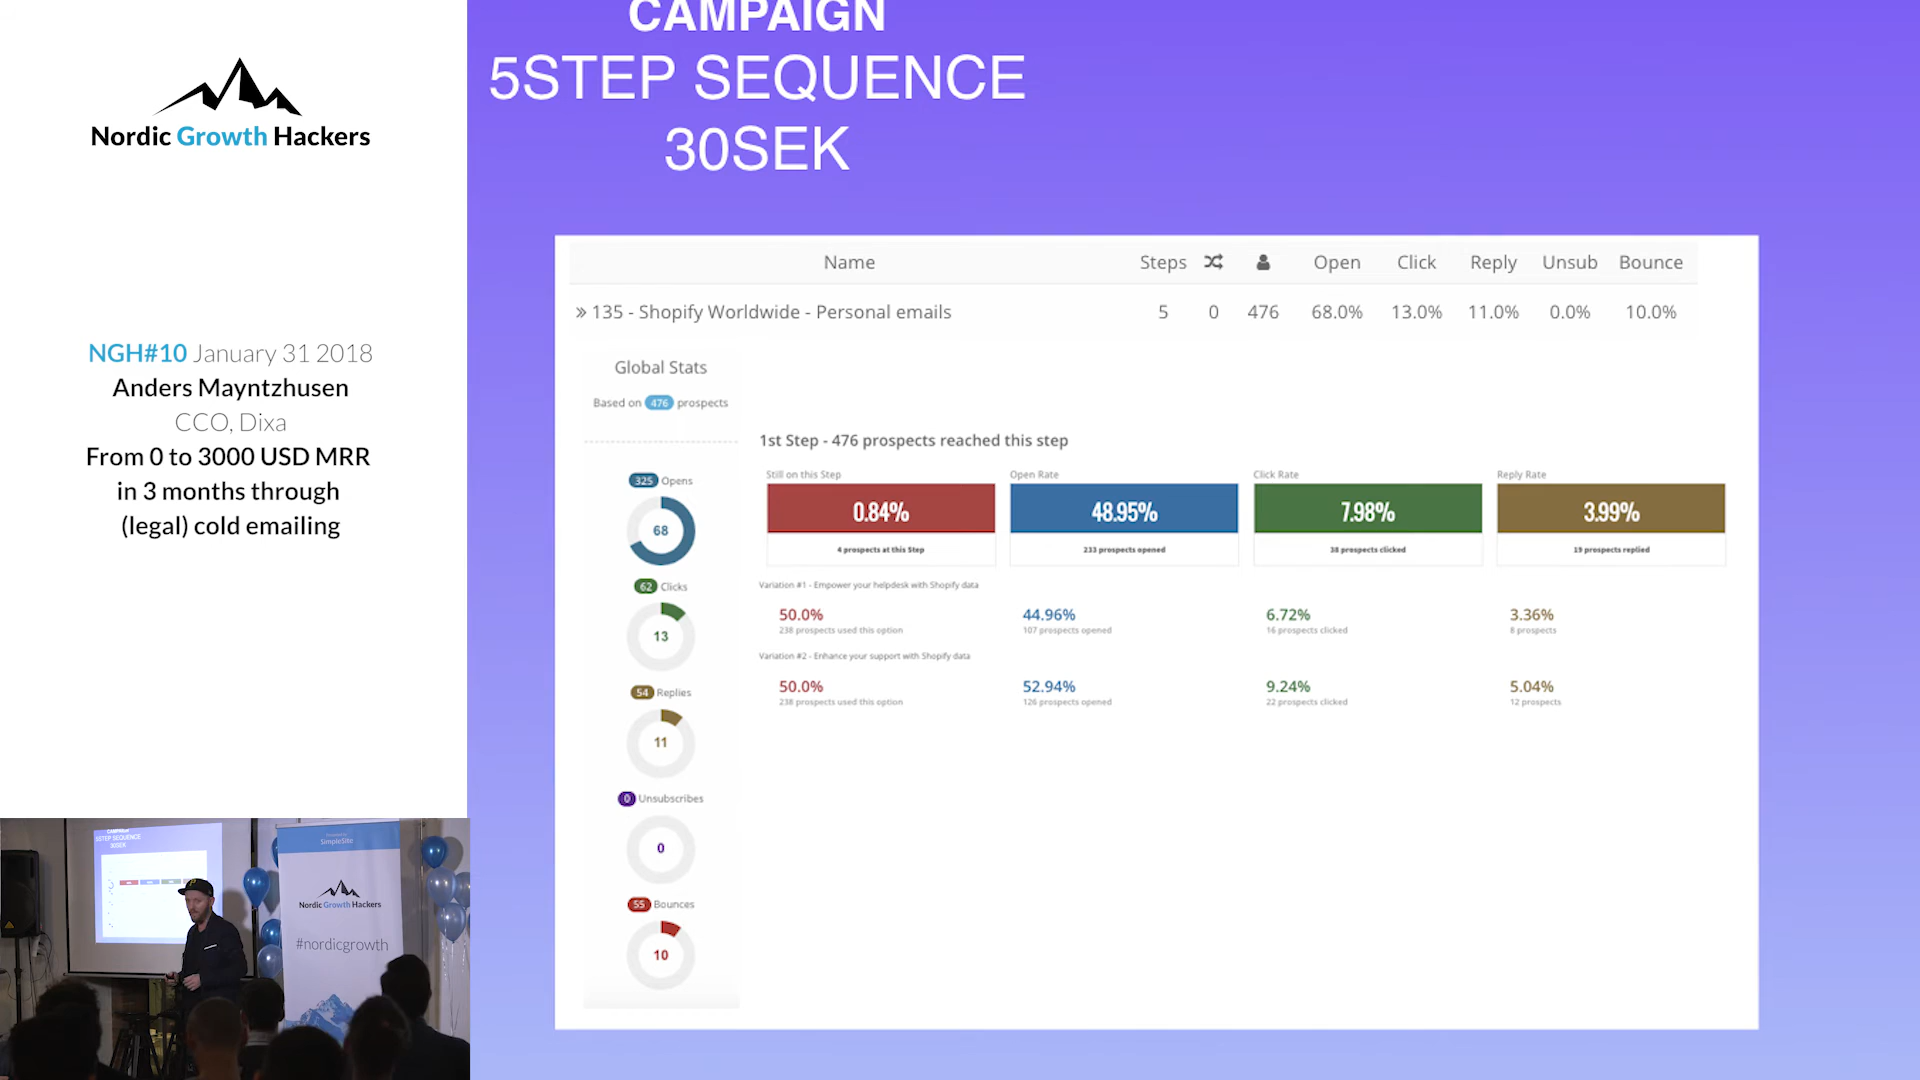 Nordic Growth Hackers
NGH#10 January 31 2018
Anders Mayntzhusen
CCO, Dixa
From 0 to 3000 USD MRR
in 3 months through
(legal) cold emailing
CAMPAIGN
5STEP SEQUENCE
30SEK
Name Steps Open Click Reply Unsub Bounce
» 135 - Shopify Worldwide - Personal emails 5 0 476 68.0% 13.0% 11.0% 0.0% 10.0%
Global Stats
Based on 476 prospects
325 Opens
68
62 Clicks
13
54 Replies
11
0 Unsubscribes
0
55 Bounces
10
1st Step - 476 prospects reached this step
Still on this Step Open Rate Click Rate Reply Rate
0.84% 48.95% 7.98% 3.99%
4 prospects at this Step 233 prospects opened 38 prospects clicked 19 prospects replied
Variation #1 - Empower your helpdesk with Shopify data
50.0% 44.96% 6.72% 3.36%
238 prospects used this option 107 prospects opened 16 prospects clicked 8 prospects
Variation #2 - Enhance your support with Shopify data
50.0% 52.94% 9.24% 5.04%
238 prospects used this option 126 prospects opened 22 prospects clicked 12 prospects
CAMPAIGN
5STEP SEQUENCE
30SEK
SimpleSite
Nordic Growth Hackers
#nordicgrowth